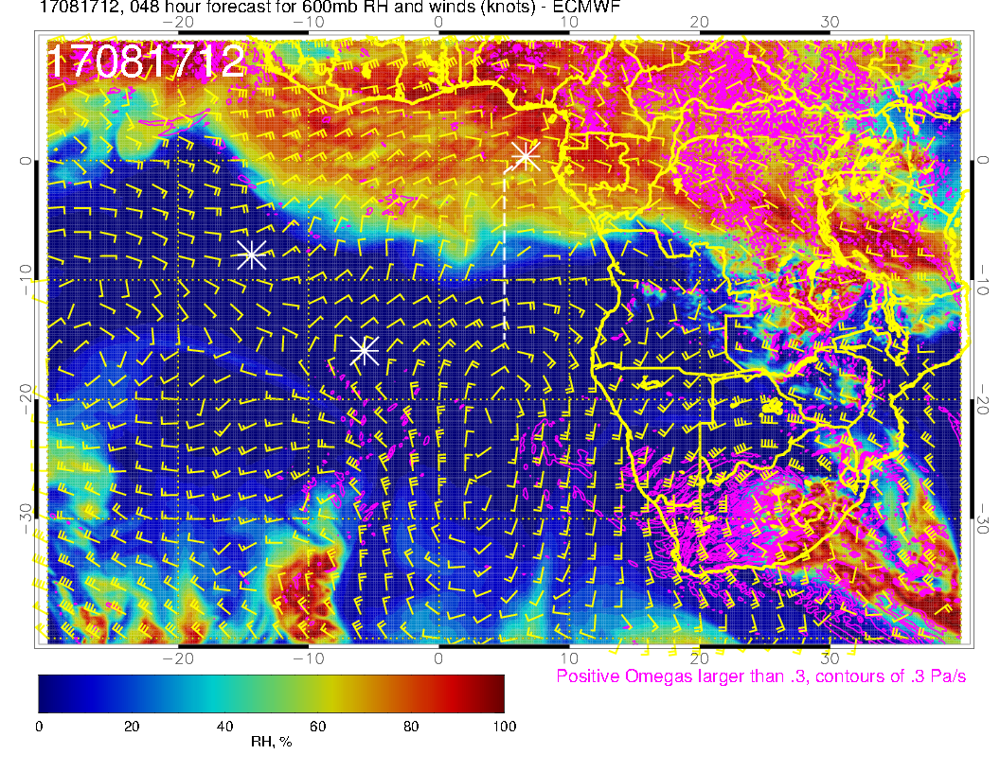 17081712, 048 hour forecast for 600mb RH and winds (knots) - ECMWF
−20 −10 0 10 20 30
17081712
0 0
−10 −10
−20 −20
−30 −30
−20 −10 0 10 20 30
Positive Omegas larger than .3, contours of .3 Pa/s
0 20 40 60 80 100
RH, %